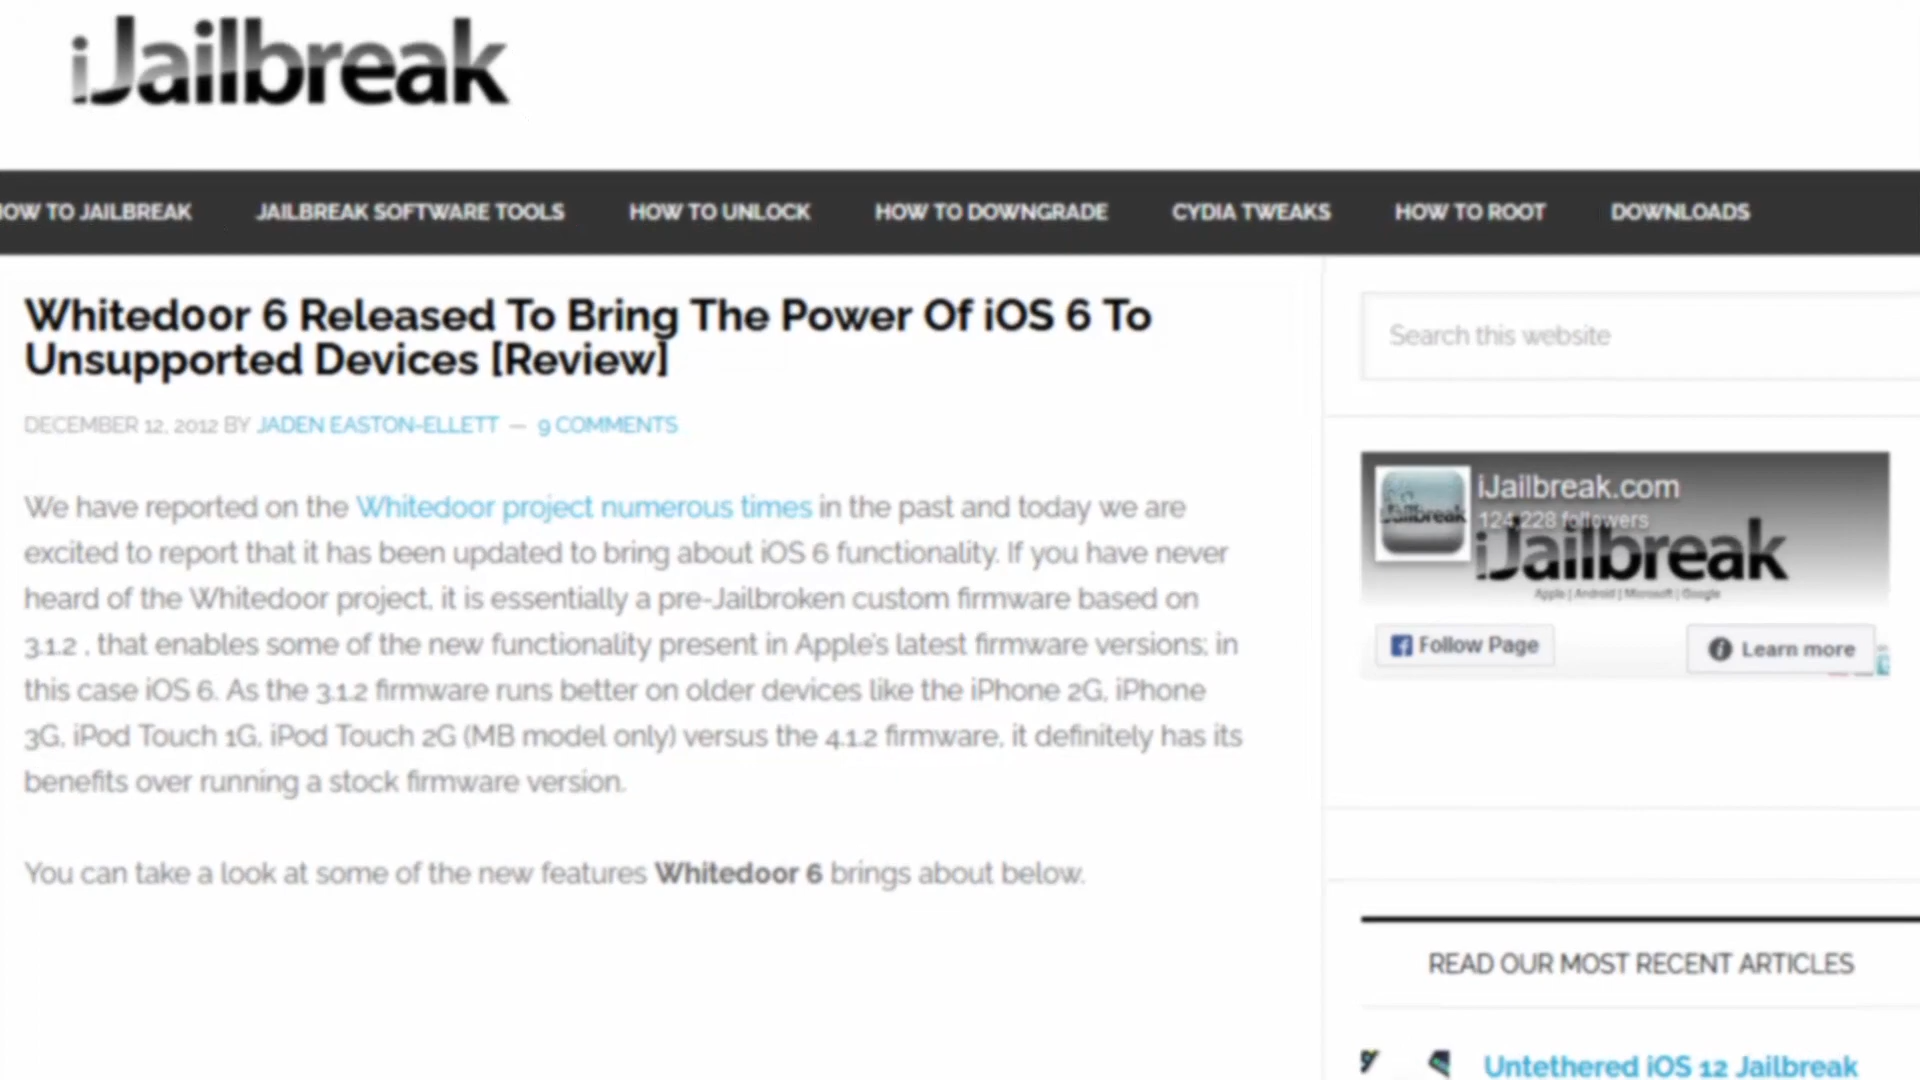 iJailbreak
HOW TO JAILBREAK JAILBREAK SOFTWARE TOOLS HOW TO UNLOCK HOW TO DOWNGRADE CYDIA TWEAKS HOW TO ROOT DOWNLOADS
Whited00r 6 Released To Bring The Power Of iOS 6 To
Unsupported Devices [Review]
DECEMBER 12, 2012 BY JADEN EASTON-ELLETT — 9 COMMENTS
We have reported on the Whitedoor project numerous times in the past and today we are
excited to report that it has been updated to bring about iOS 6 functionality. If you have never
heard of the Whitedoor project, it is essentially a pre-Jailbroken custom firmware based on
3.1.2 , that enables some of the new functionality present in Apple's latest firmware versions; in
this case iOS 6. As the 3.1.2 firmware runs better on older devices like the iPhone 2G, iPhone
3G, iPod Touch 1G, iPod Touch 2G (MB model only) versus the 4.1.2 firmware, it definitely has its
benefits over running a stock firmware version.
You can take a look at some of the new features Whitedoor 6 brings about below.
Search this website
iJailbreak.com
124,228 followers
iJailbreak
iJailbreak
Apple | Android | Microsoft | Google
Follow Page
Learn more
READ OUR MOST RECENT ARTICLES
Untethered iOS 12 Jailbreak